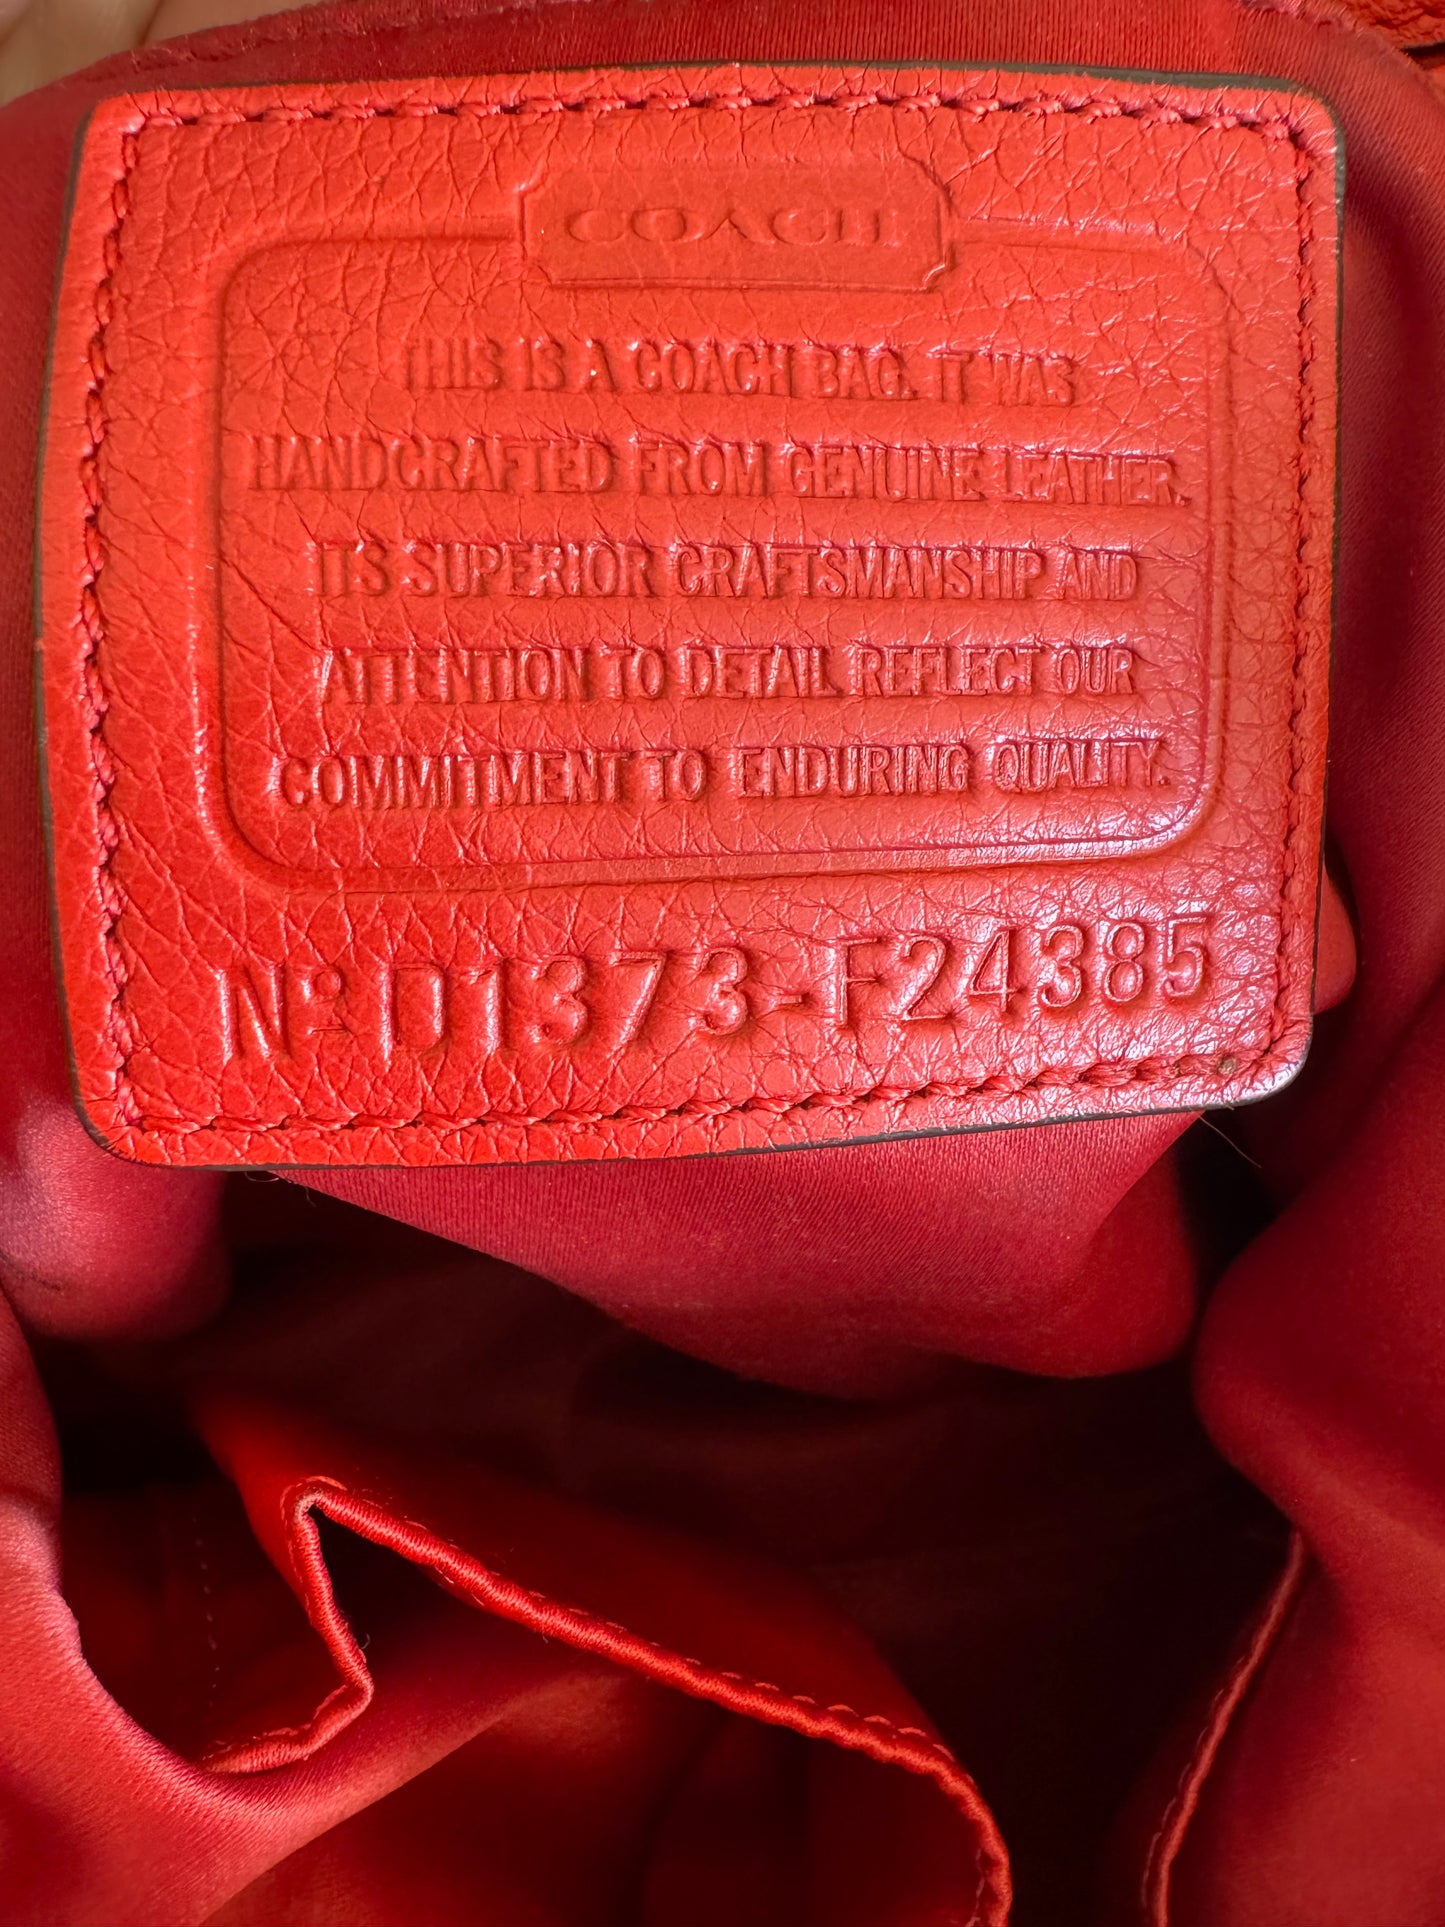 COACH
THIS IS A COACH BAG. IT WAS
HANDCRAFTED FROM GENUINE LEATHER.
ITS SUPERIOR CRAFTSMANSHIP AND
ATTENTION TO DETAIL REFLECT OUR
COMMITMENT TO ENDURING QUALITY.
Nº D1373-F24385